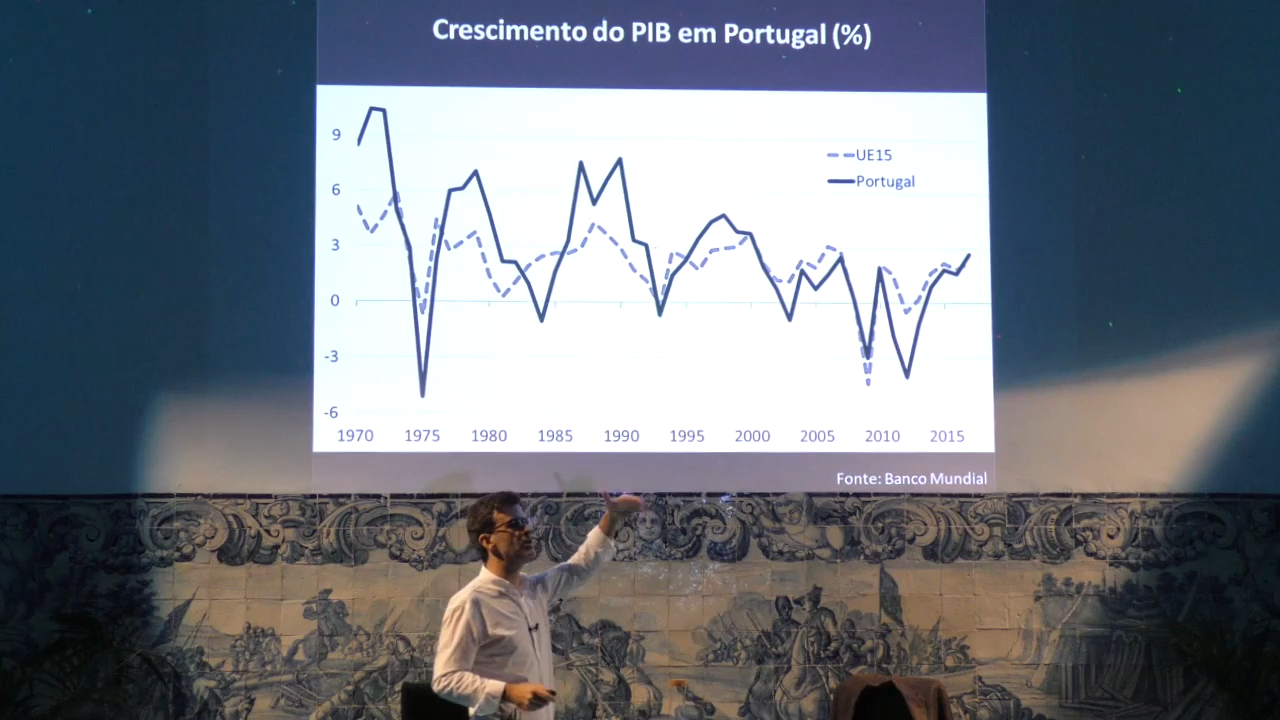 Crescimento do PIB em Portugal (%)
9
6
3
0
-3
-6
UE15
Portugal
1970 1975 1980 1985 1990 1995 2000 2005 2010 2015
Fonte: Banco Mundial